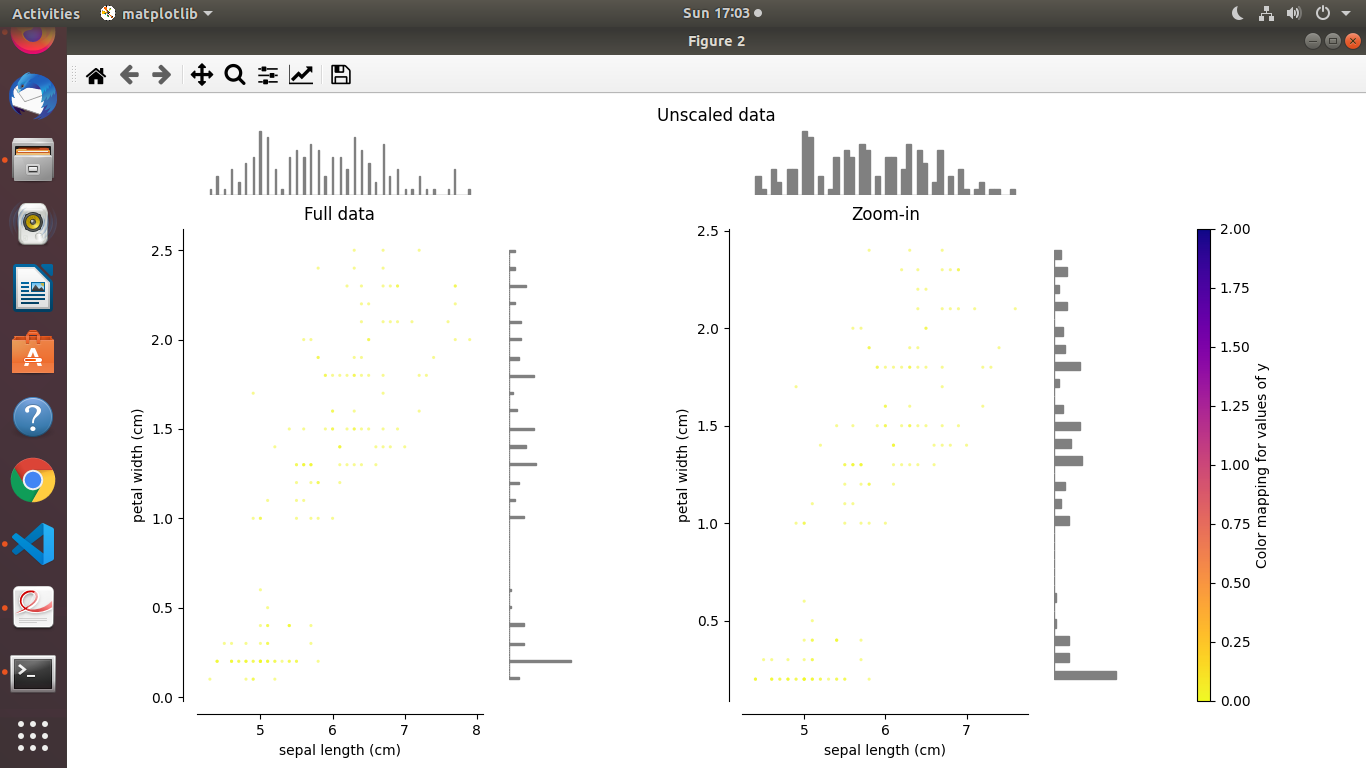 Activities matplotlib Sun 17:03
Figure 2
Unscaled data
Full data
2.5
2.0
1.5
1.0
0.5
0.0
petal width (cm)
5 6 7 8
sepal length (cm)
Zoom-in
2.5
2.0
1.5
1.0
0.5
petal width (cm)
5 6 7
sepal length (cm)
2.00
1.75
1.50
1.25
1.00
0.75
0.50
0.25
0.00
Color mapping for values of y